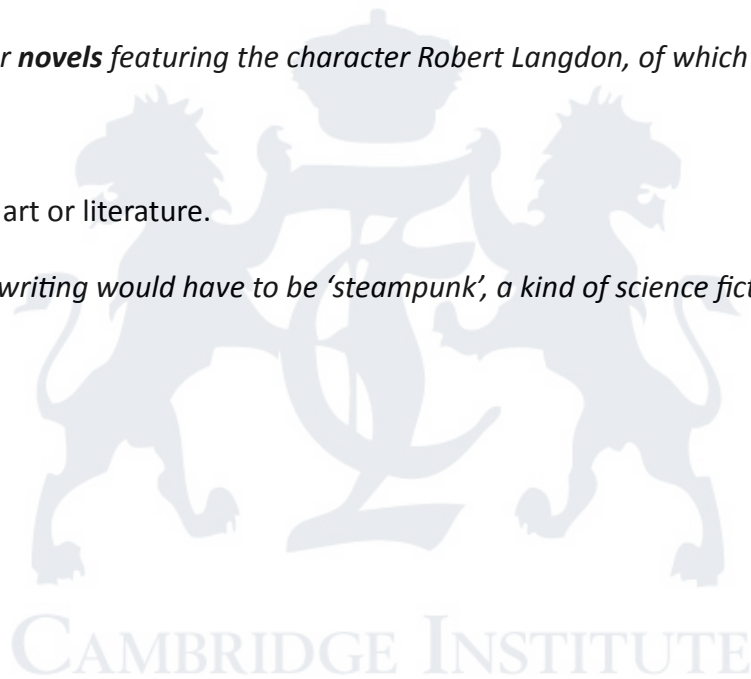 r novels featuring the character Robert Langdon, of which
art or literature.
writing would have to be ‘steampunk’, a kind of science fict
CAMBRIDGE INSTITUTE